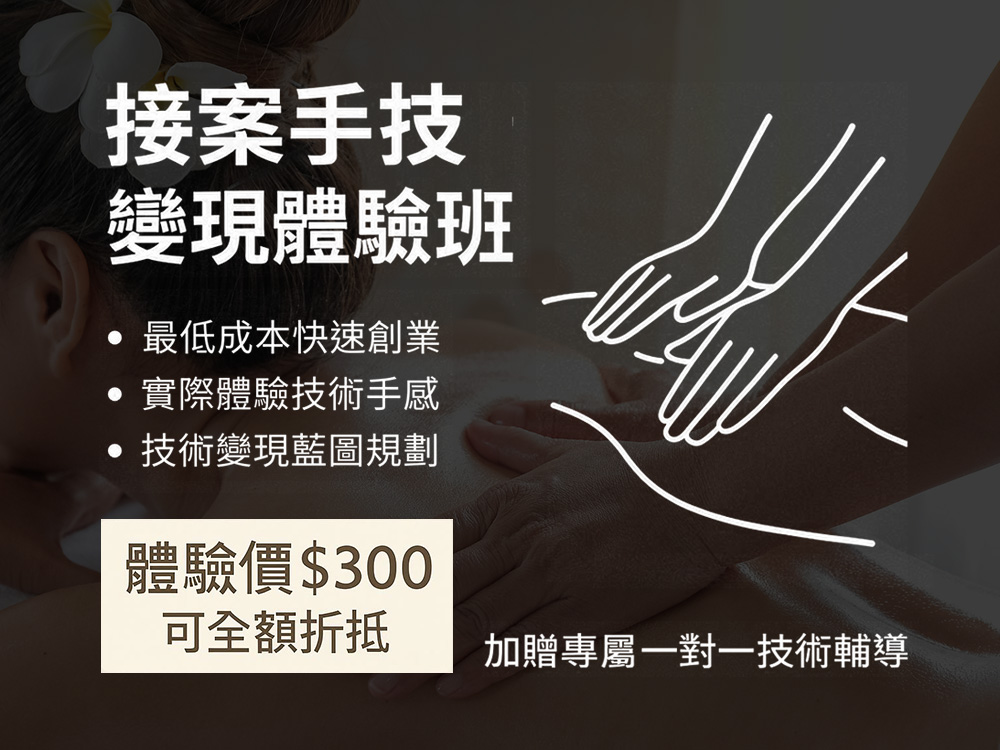 接案手技
變現體驗班
• 最低成本快速創業
• 實際體驗技術手感
• 技術變現藍圖規劃
體驗價$300
可全額折抵
加贈專屬一對一技術輔導